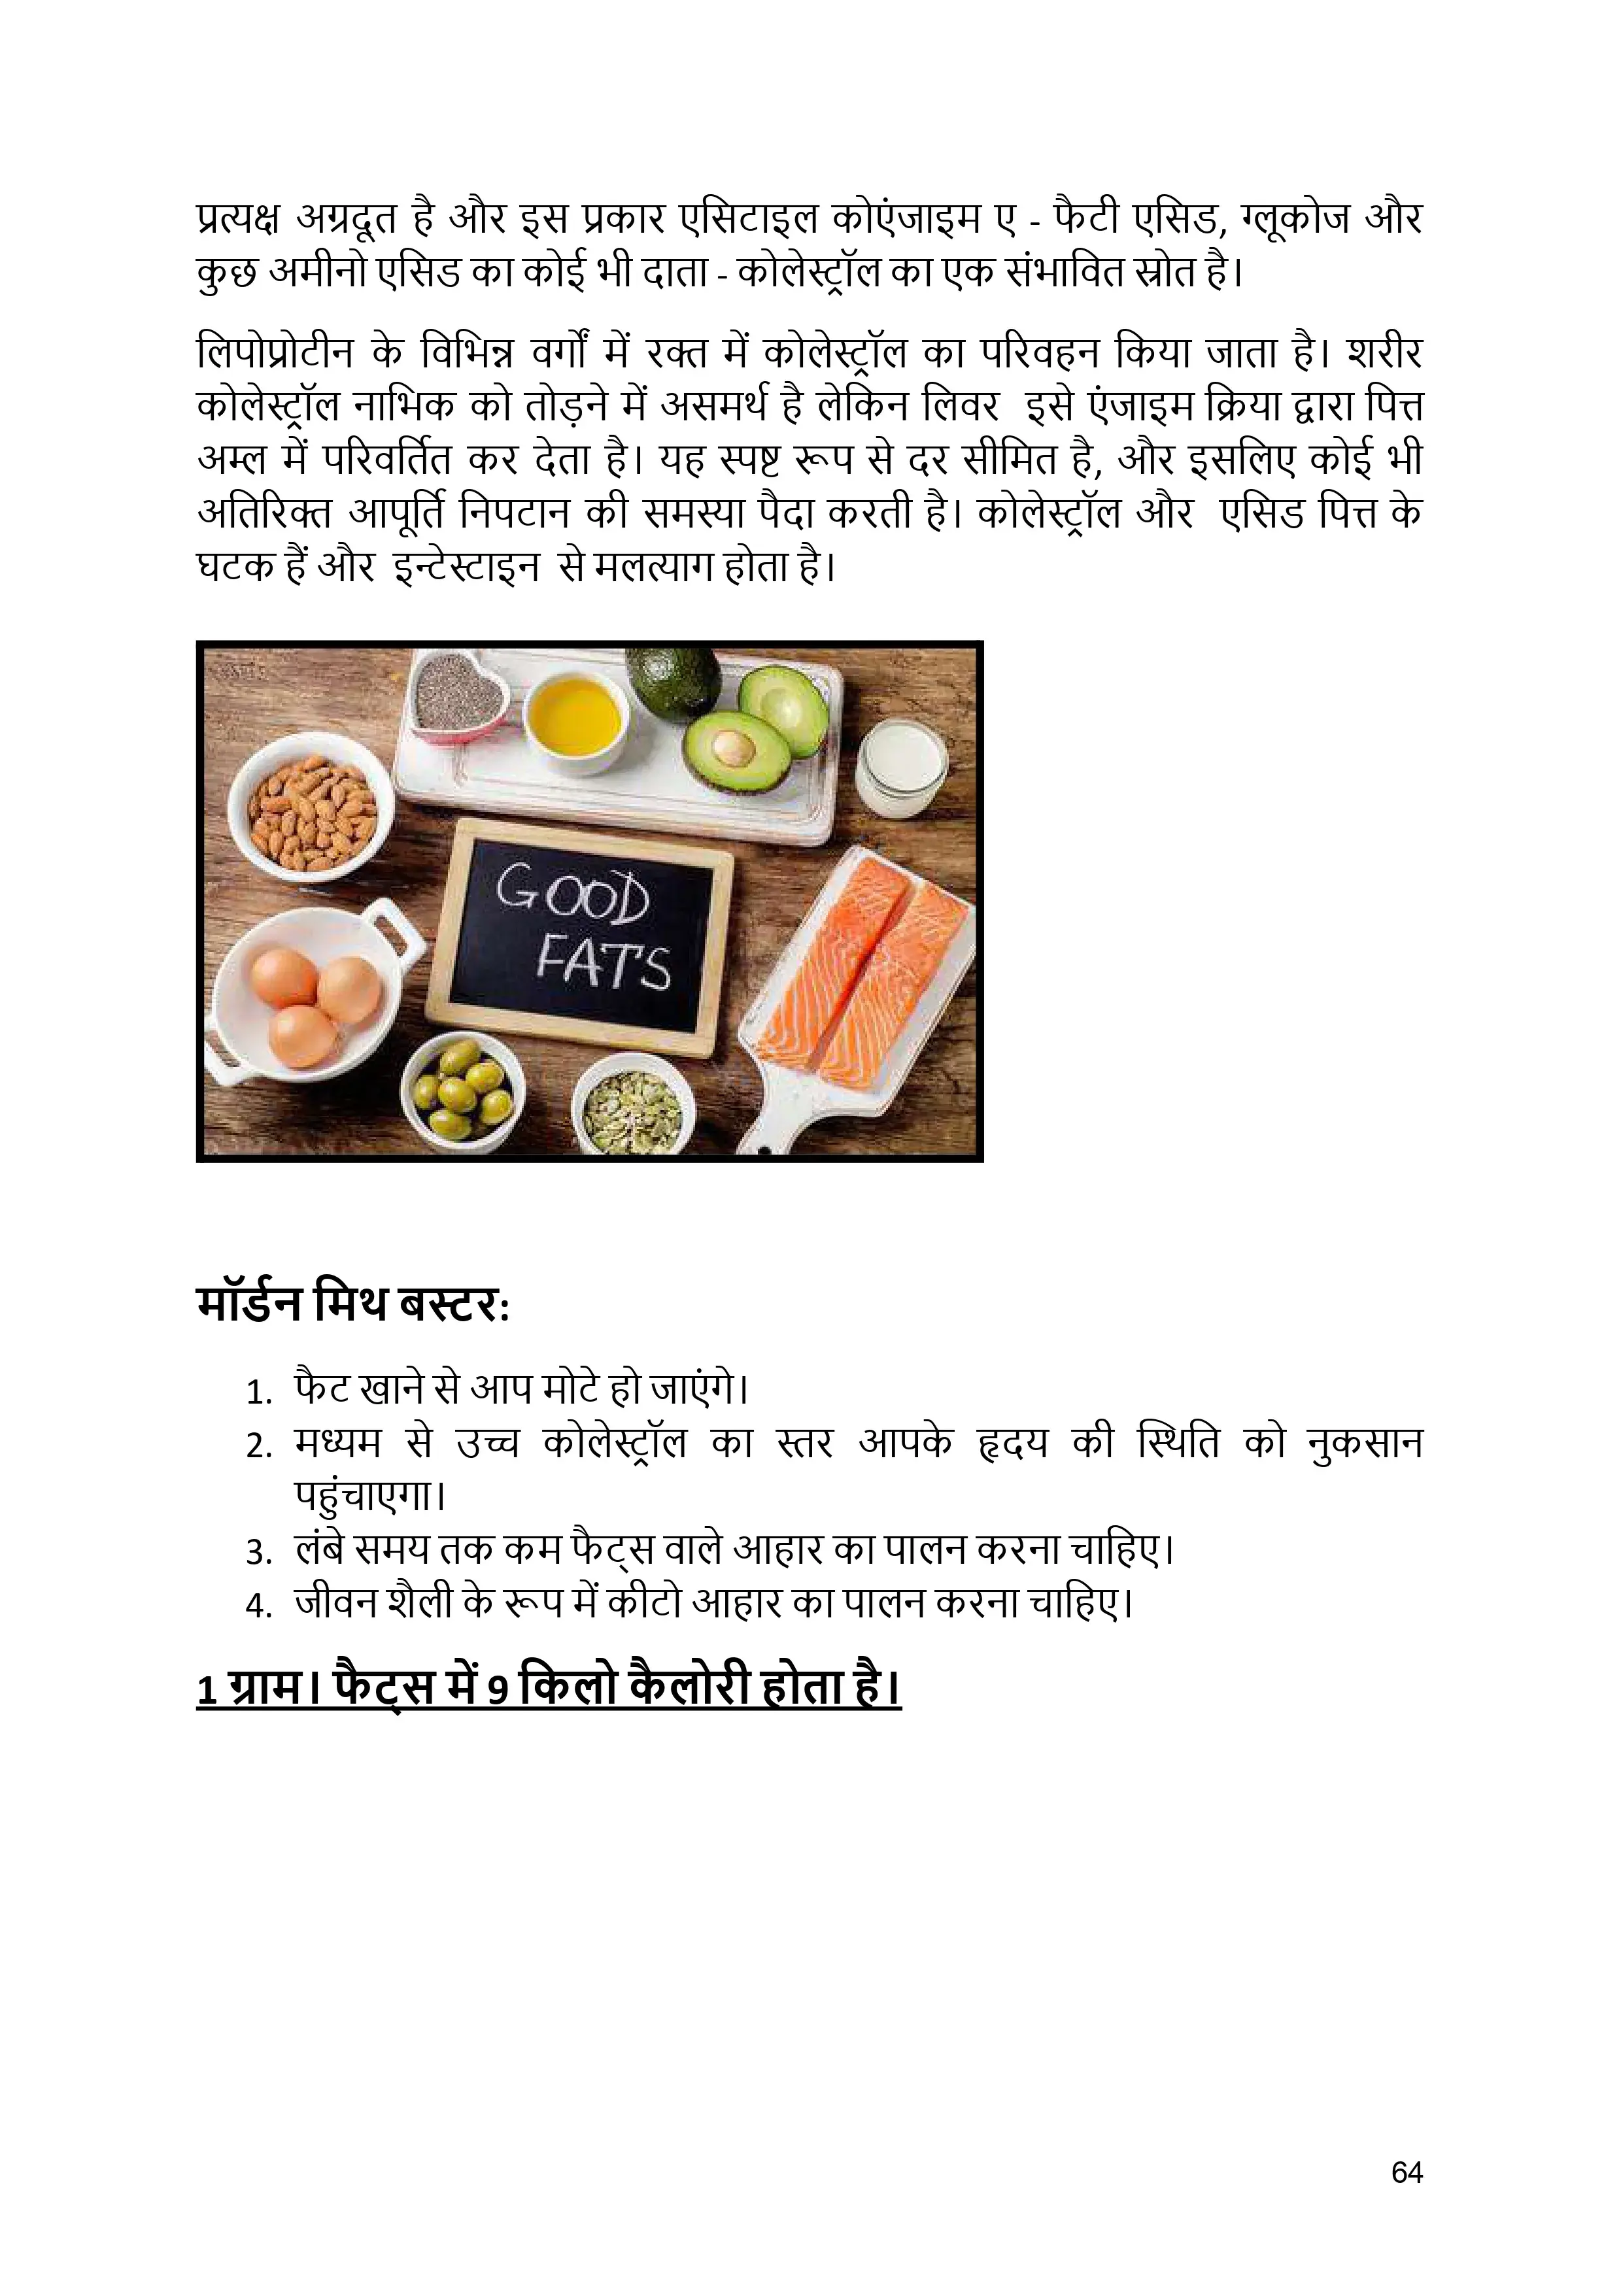 प्रत्यक्ष अग्रदूत है और इस प्रकार एसिटाइल कोएंजाइम ए - फैटी एसिड, ग्लूकोज और
कुछ अमीनो एसिड का कोई भी दाता - कोलेस्ट्रॉल का एक संभावित स्रोत है।
लिपोप्रोटीन के विभिन्न वर्गों में रक्त में कोलेस्ट्रॉल का परिवहन किया जाता है। शरीर
कोलेस्ट्रॉल नाभिक को तोड़ने में असमर्थ है लेकिन लिवर इसे एंजाइम क्रिया द्वारा पित्त
अम्ल में परिवर्तित कर देता है। यह स्पष्ट रूप से दर सीमित है, और इसलिए कोई भी
अतिरिक्त आपूर्ति निपटान की समस्या पैदा करती है। कोलेस्ट्रॉल और एसिड पित्त के
घटक हैं और इन्टेस्टाइन से मलत्याग होता है।
GOOD
FATS
मॉर्डन मिथ बस्टर:
1. फैट खाने से आप मोटे हो जाएंगे।
2. मध्यम से उच्च कोलेस्ट्रॉल का स्तर आपके हृदय की स्थिति को नुकसान
पहुंचाएगा।
3. लंबे समय तक कम फैट्स वाले आहार का पालन करना चाहिए।
4. जीवन शैली के रूप में कीटो आहार का पालन करना चाहिए।
1 ग्राम। फैट्स में 9 किलो कैलोरी होता है।
64